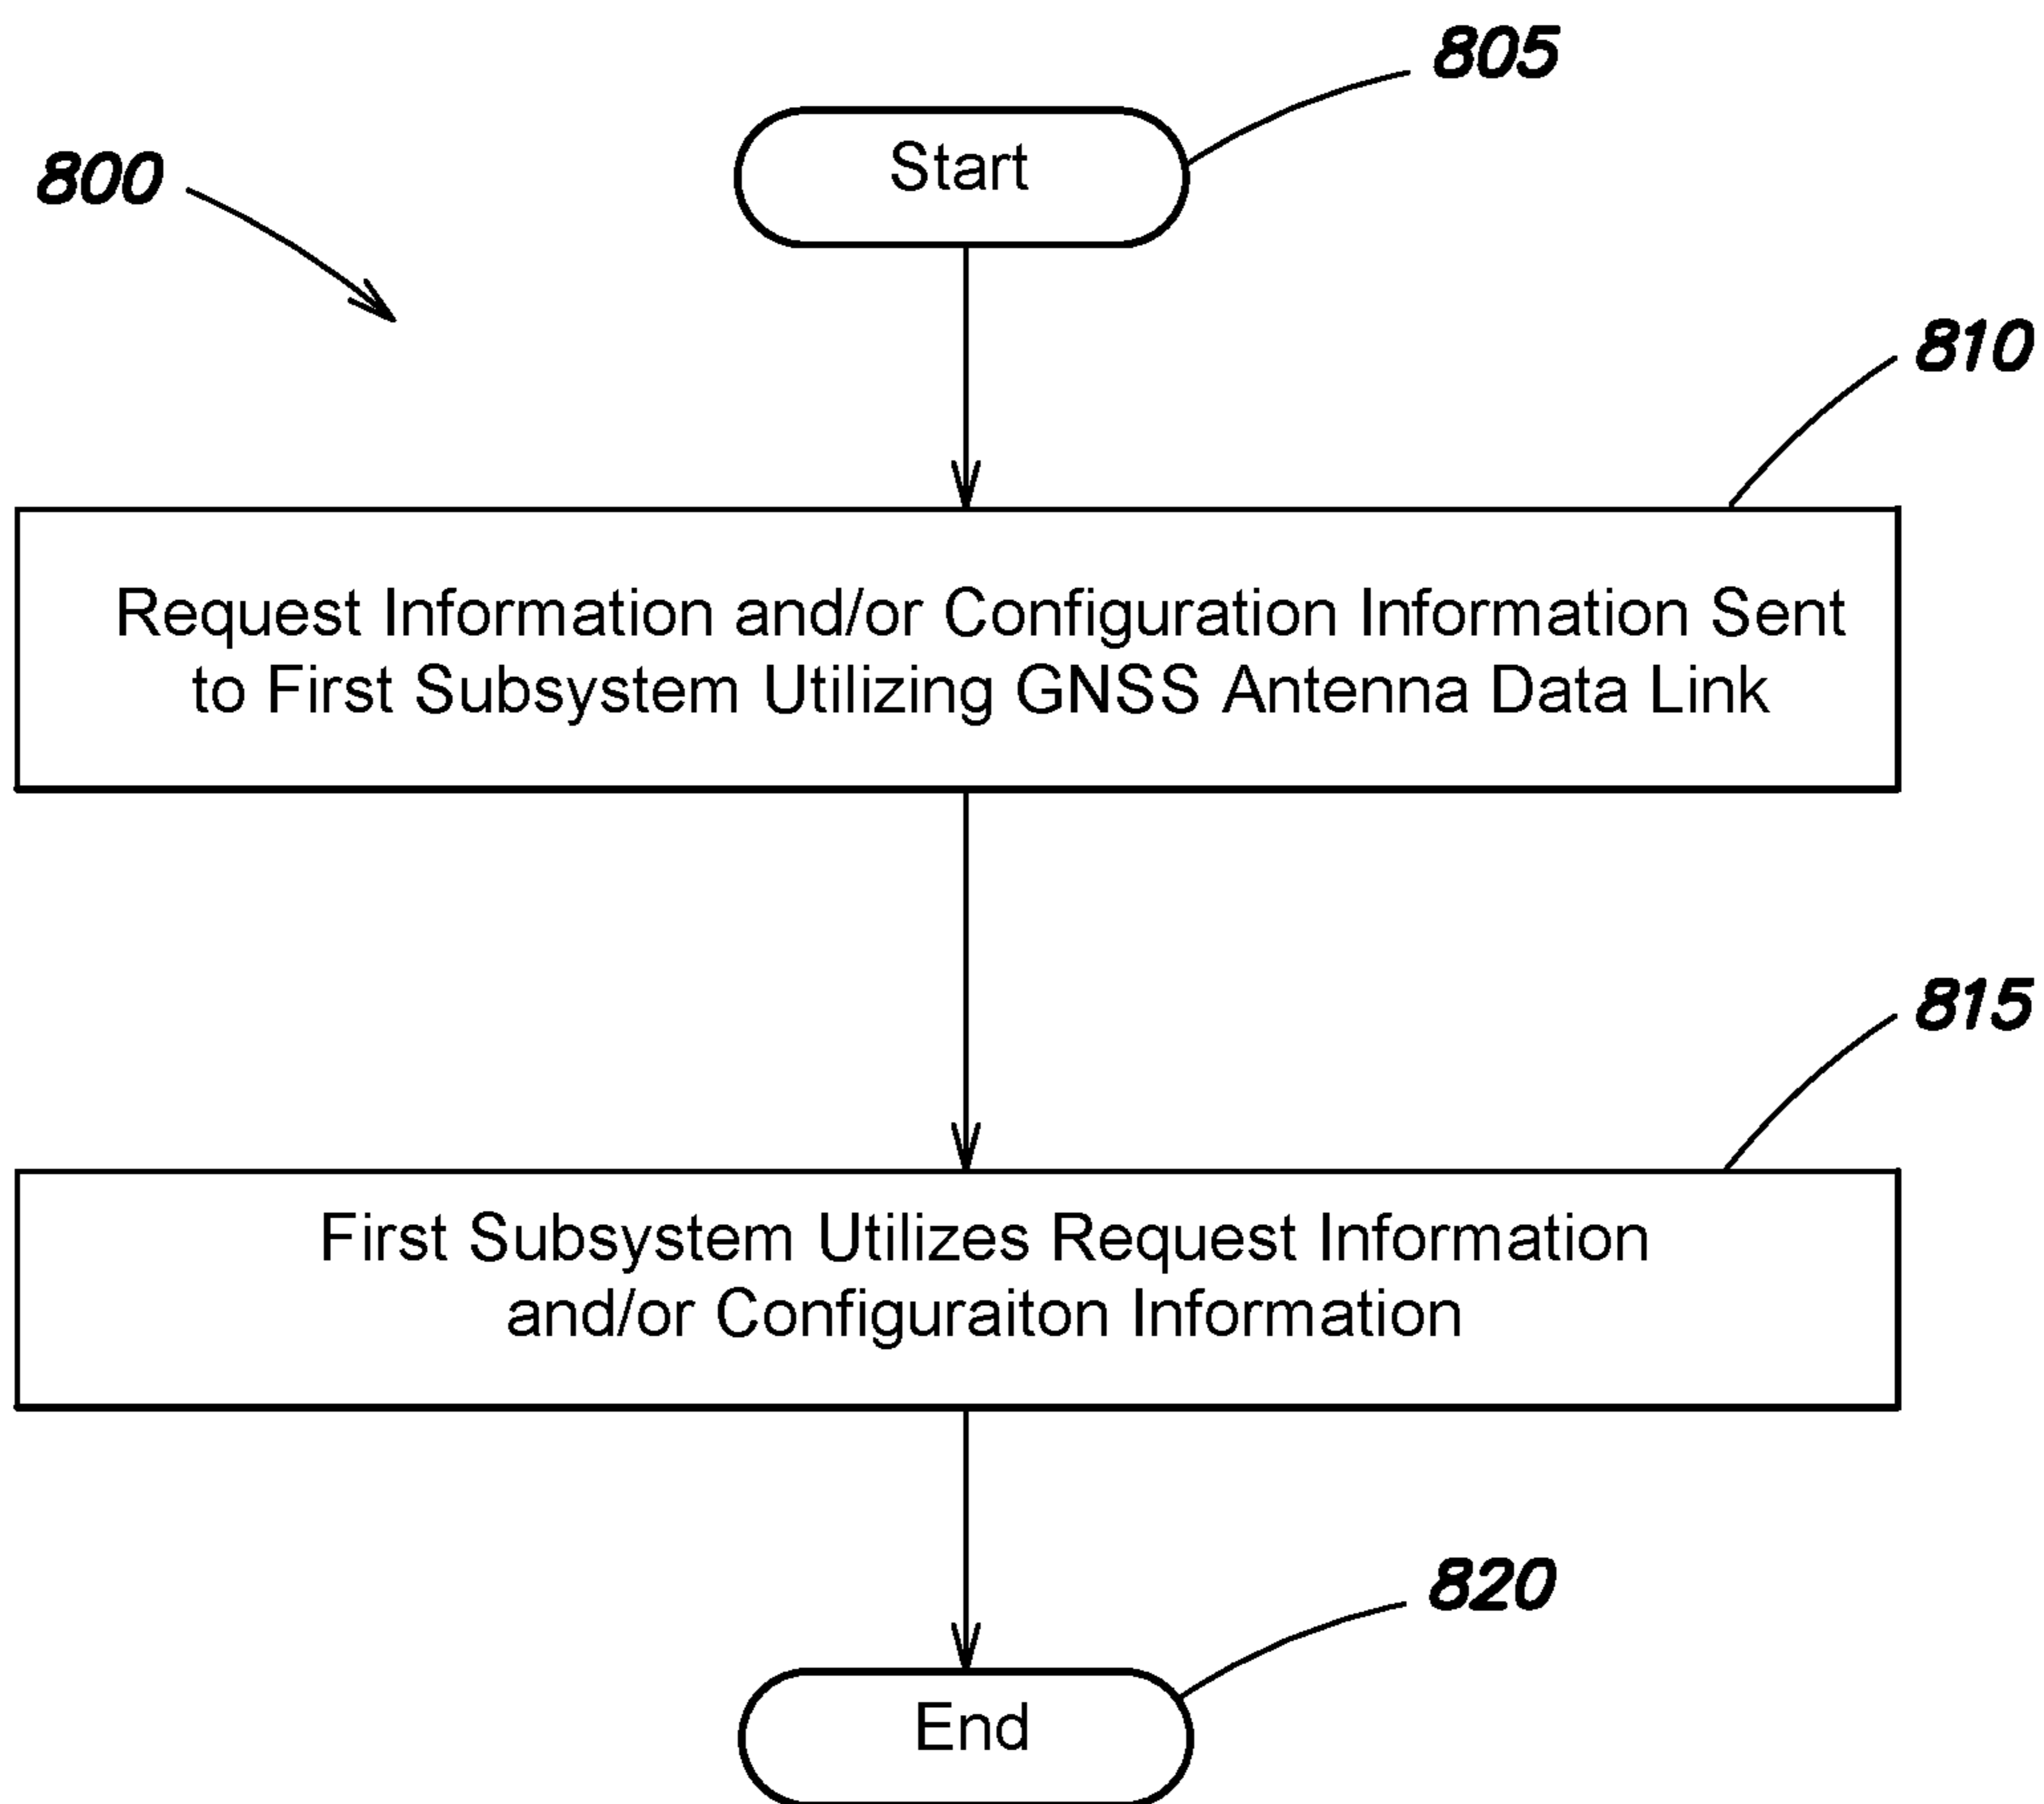 805
Start
800
810
Request Information and/or Configuration Information Sent
to First Subsystem Utilizing GNSS Antenna Data Link
815
First Subsystem Utilizes Request Information
and/or Configuraiton Information
820
End